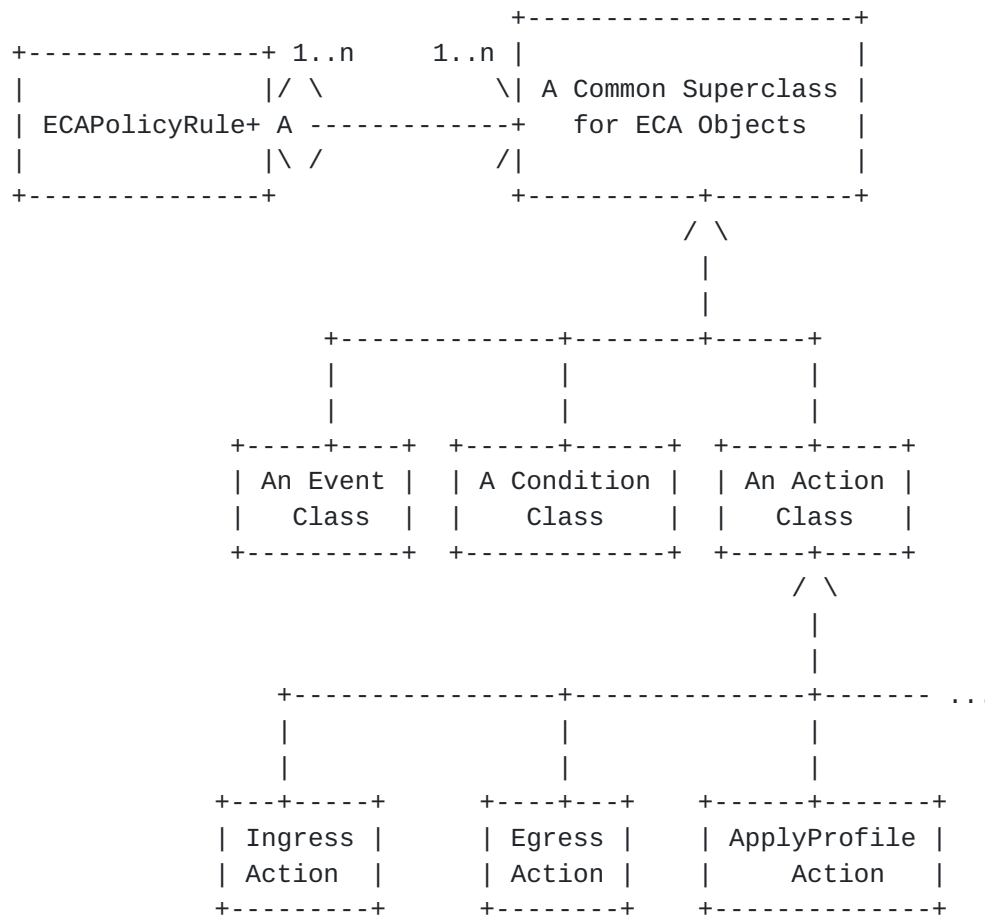 1..n 1..n
A Common Superclass
ECAPolicyRule A for ECA Objects
An Event A Condition An Action
Class Class Class
...
Ingress Egress ApplyProfile
Action Action Action